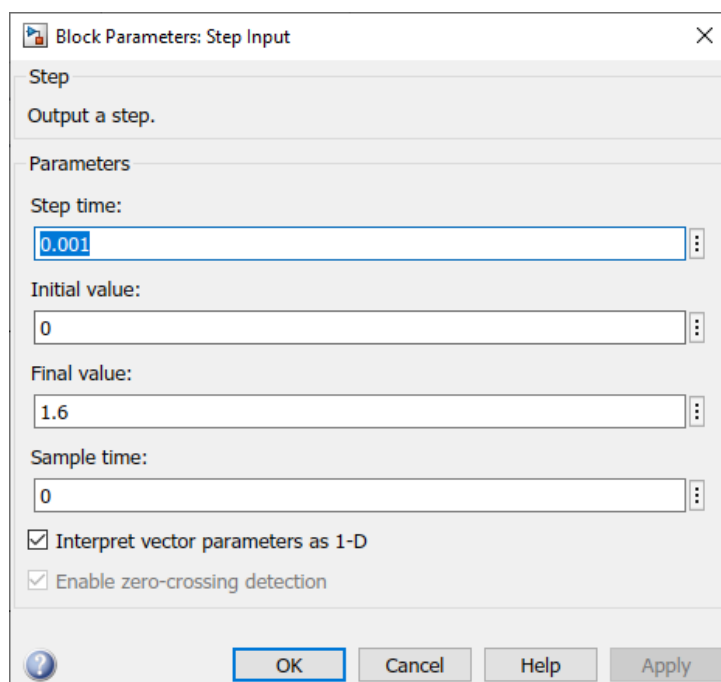 Block Parameters: Step Input
Step
Output a step.
Parameters
Step time:
0.001
Initial value:
0
Final value:
1.6
Sample time:
0
Interpret vector parameters as 1-D
Enable zero-crossing detection
? OK Cancel Help Apply